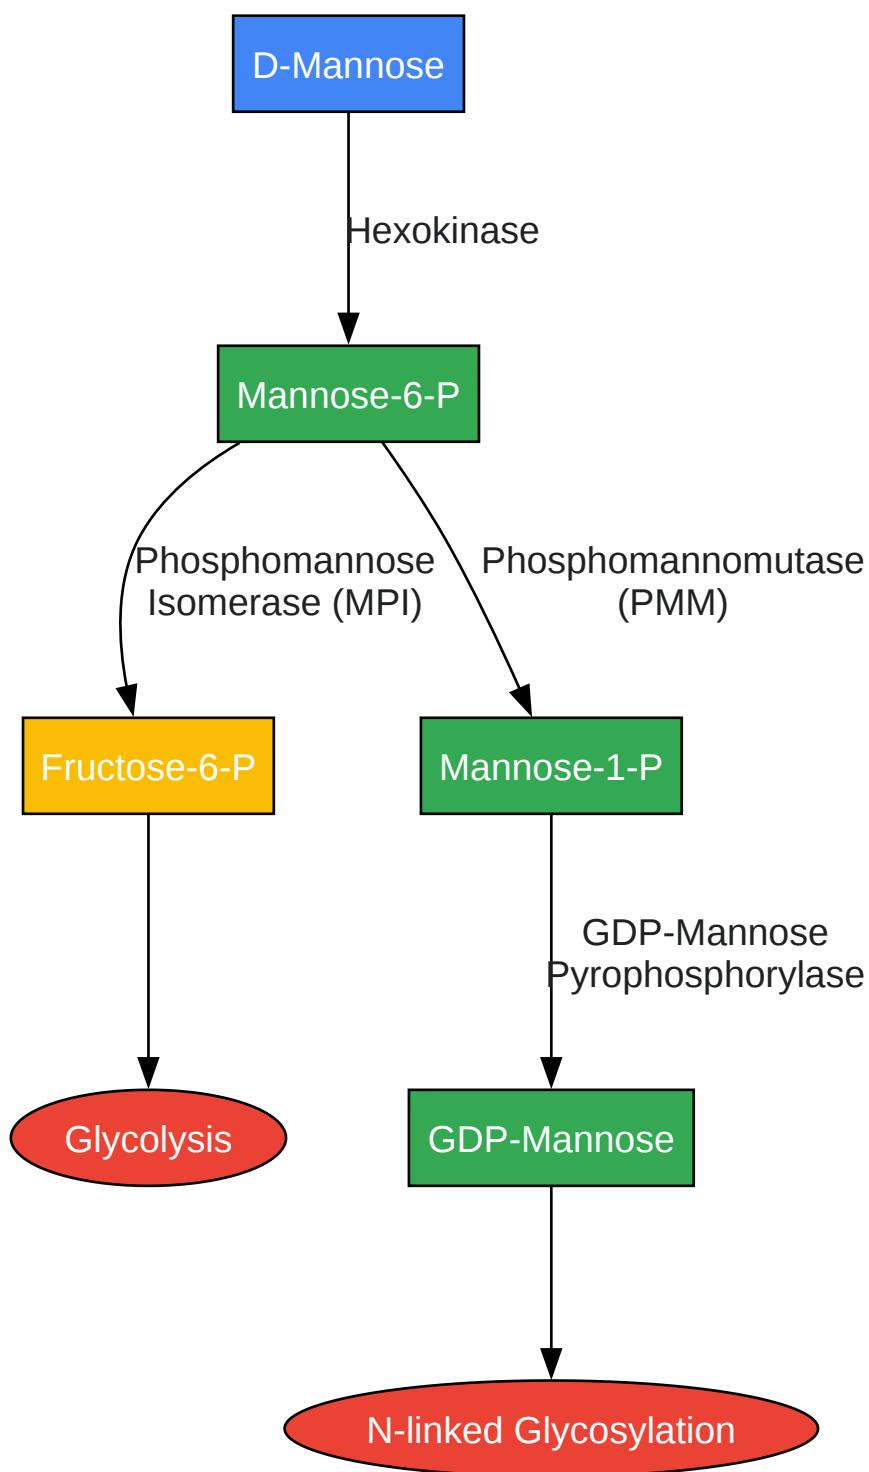 D-Mannose
Hexokinase
Mannose-6-P
Phosphomannose
Isomerase (MPI)
Phosphomannomutase
(PMM)
Fructose-6-P
Mannose-1-P
GDP-Mannose
Pyrophosphorylase
Glycolysis
GDP-Mannose
N-linked Glycosylation